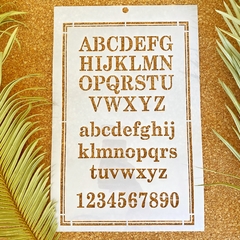 ABCDEFG
HIJKLMN
OPQRSTU
VWXYZ
abcdefghij
klmnopqrs
tuvwxyz
1234567890